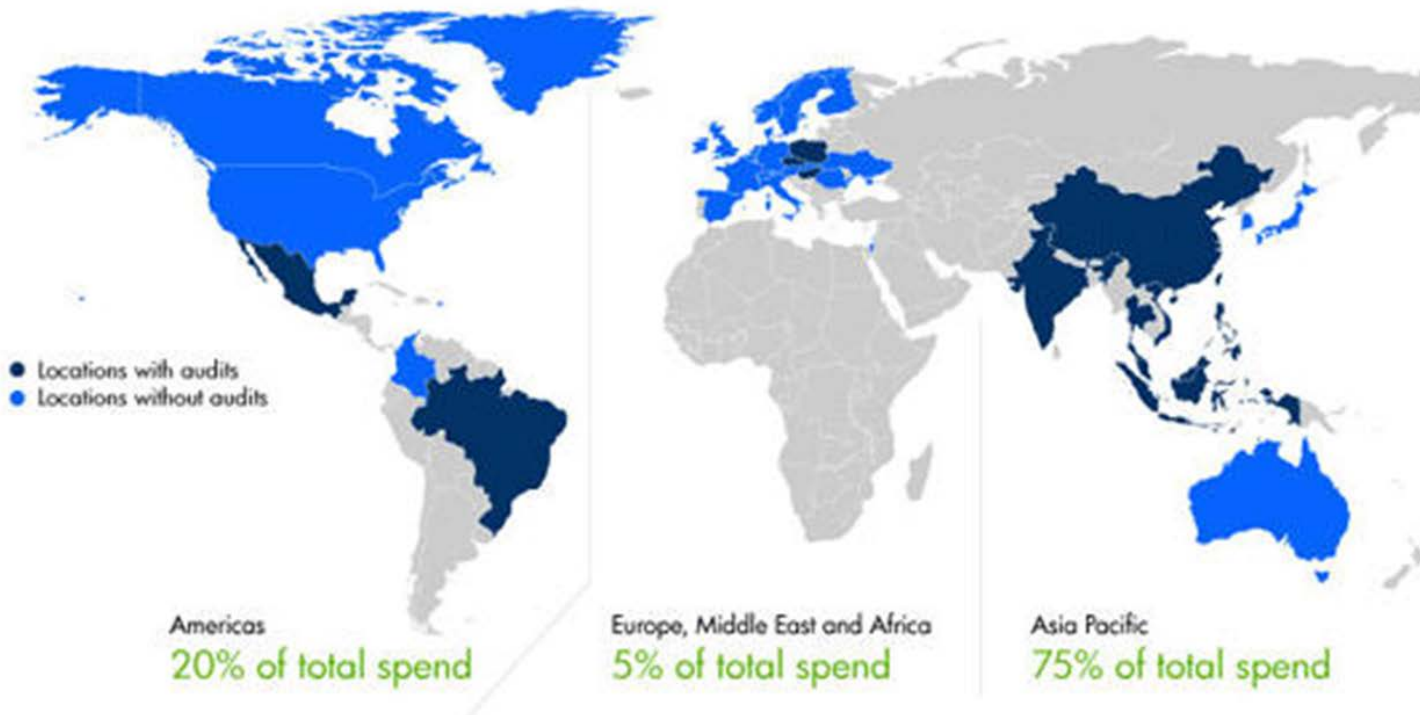 Locations with audits
Locations without audits
Americas
20% of total spend
Europe, Middle East and Africa
5% of total spend
Asia Pacific
75% of total spend